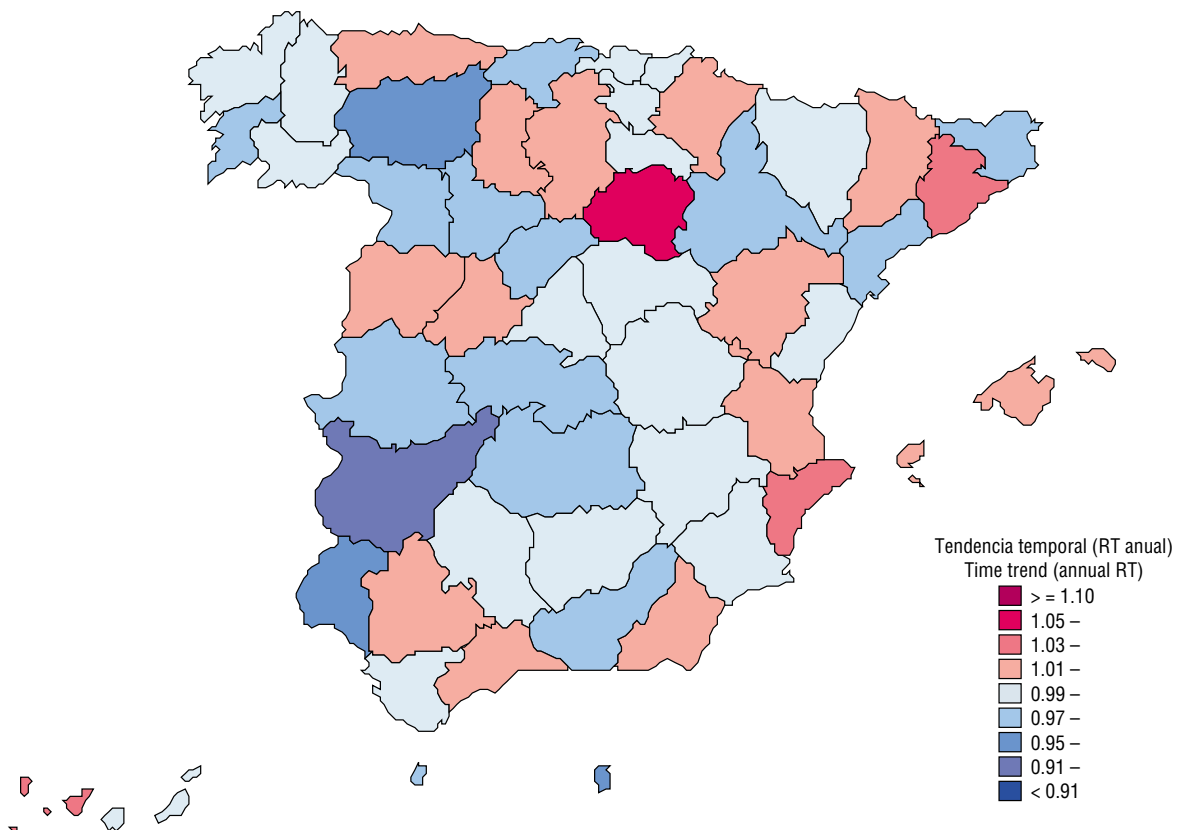 Tendencia temporal (RT anual)
Time trend (annual RT)
> = 1.10
1.05 –
1.03 –
1.01 –
0.99 –
0.97 –
0.95 –
0.91 –
< 0.91